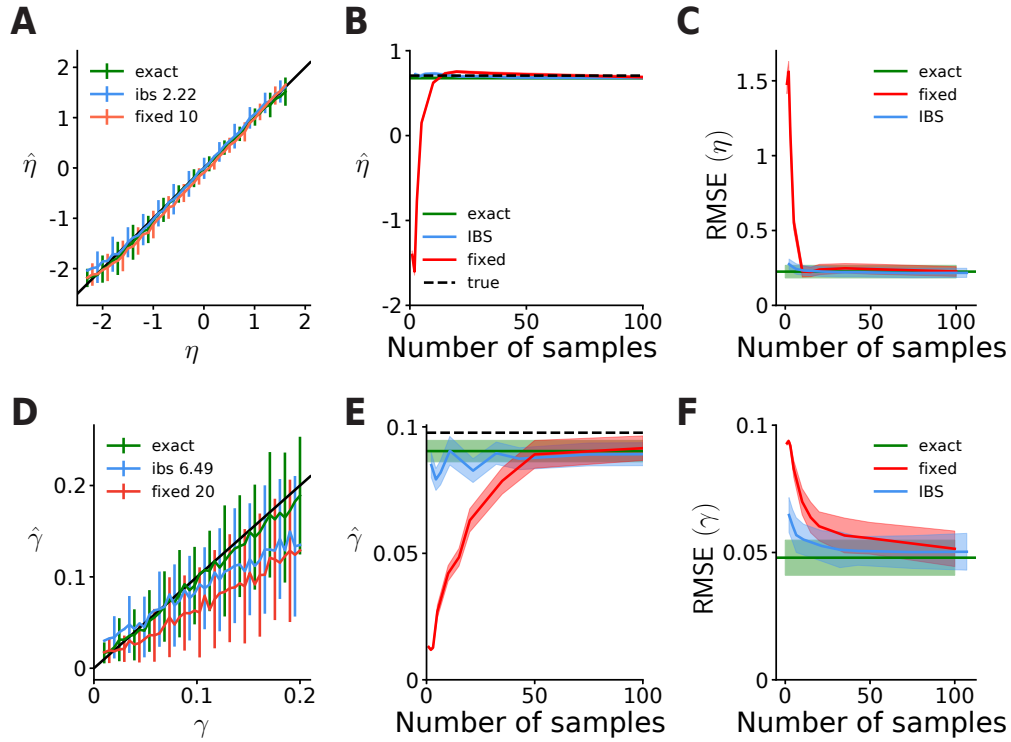 A
2
1
0
-1
-2
η̂
exact
ibs 2.22
fixed 10
-2
-1
0
1
2
η
B
1
0
-1
-2
η̂
exact
IBS
fixed
true
0
50
100
Number of samples
C
1.5
1
0.5
0
RMSE (η)
exact
fixed
IBS
0
50
100
Number of samples
D
0.2
0.1
0
γ̂
exact
ibs 6.49
fixed 20
0
0.1
0.2
γ
E
0.1
0.05
0
γ̂
0
50
100
Number of samples
F
0.1
0.05
0
RMSE (γ)
exact
fixed
IBS
0
50
100
Number of samples